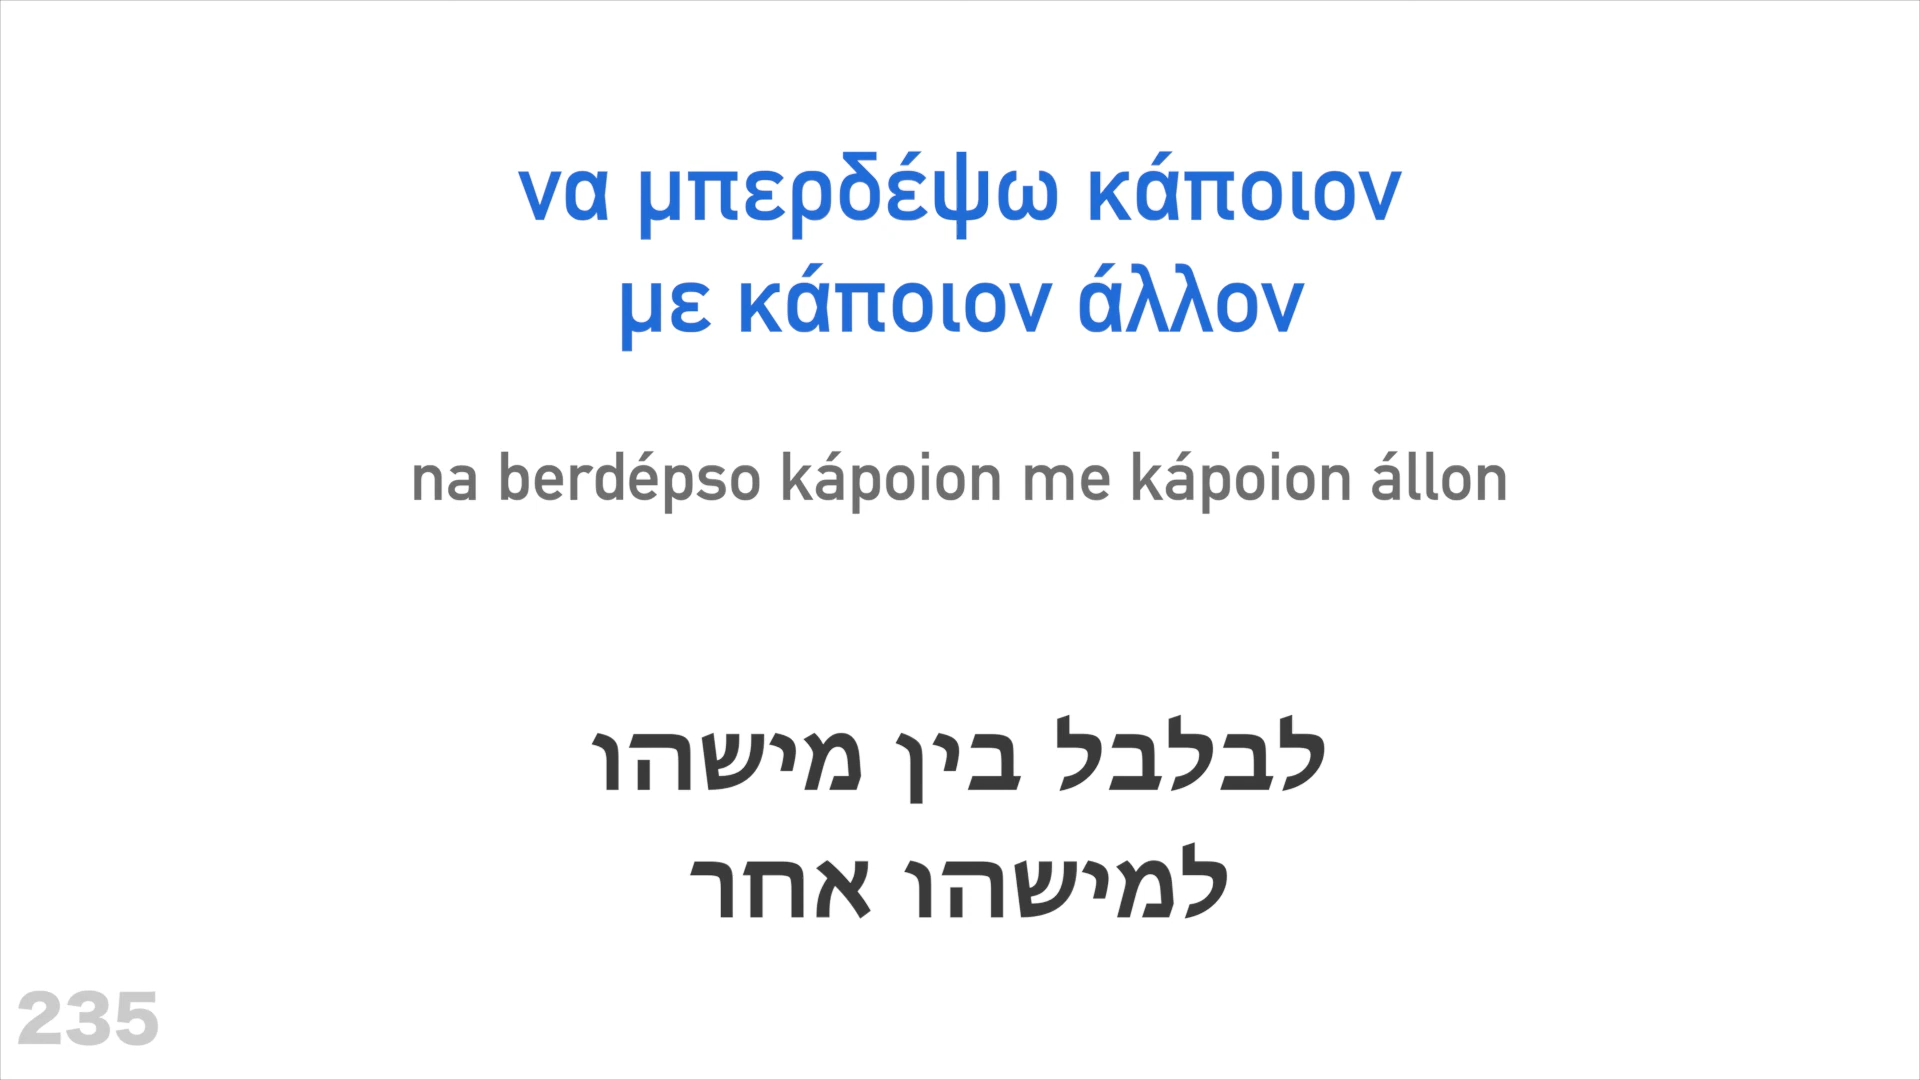 να μπερδέψω κάποιον
με κάποιον άλλον
na berdépso kápoion me kápoion állon
לבלבל בין מישהו
למישהו אחר
235